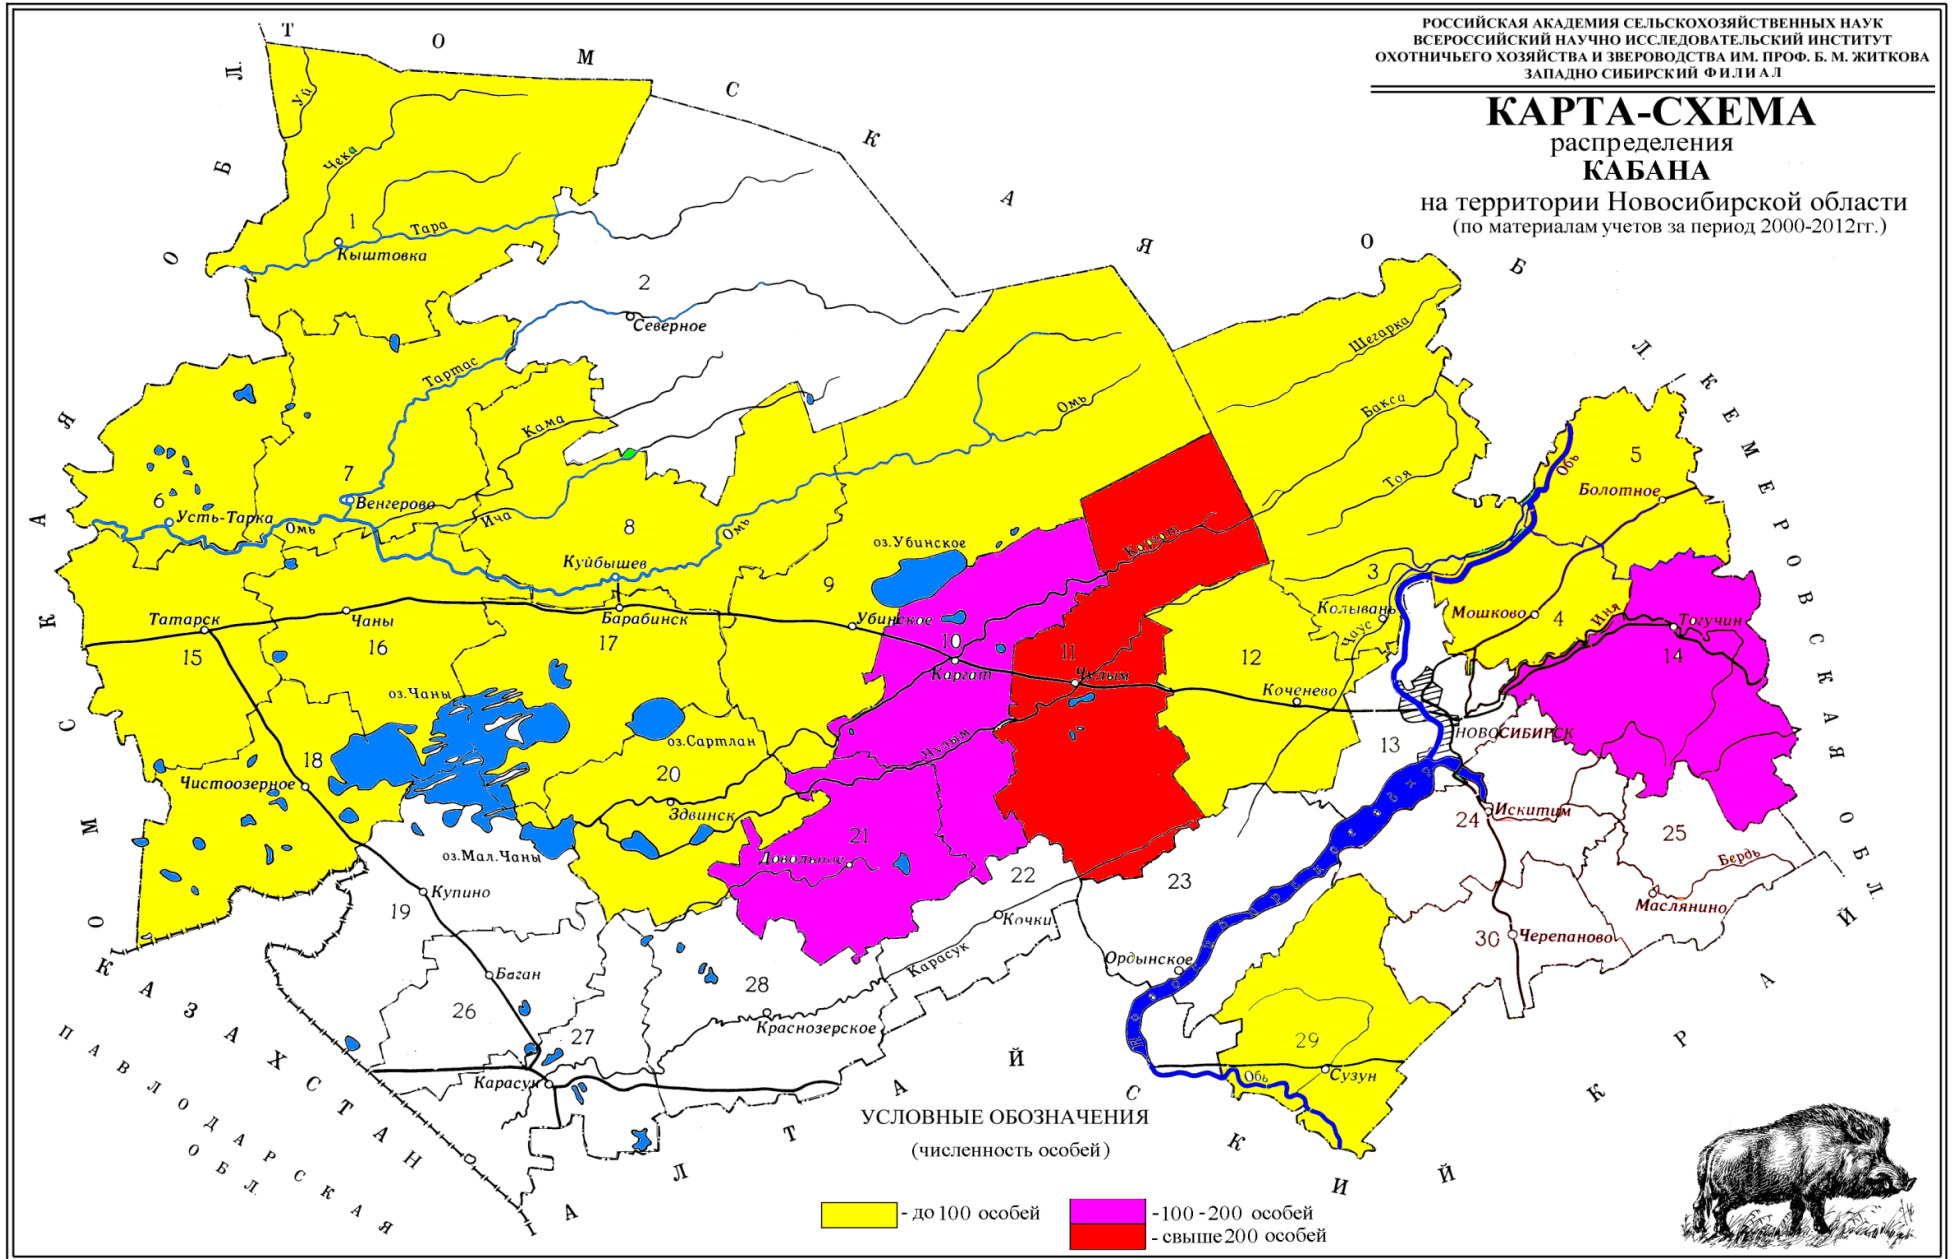 РОССИЙСКАЯ АКАДЕМИЯ СЕЛЬСКОХОЗЯЙСТВЕННЫХ НАУК
ВСЕРОССИЙСКИЙ НАУЧНО ИССЛЕДОВАТЕЛЬСКИЙ ИНСТИТУТ
ОХОТНИЧЬЕГО ХОЗЯЙСТВА И ЗВЕРОВОДСТВА ИМ. ПРОФ. Б. М. ЖИТКОВА
ЗАПАДНО СИБИРСКИЙ ФИЛИАЛ
КАРТА-СХЕМА
распределения
КАБАНА
на территории Новосибирской области
(по материалам учетов за период 2000-2012гг.)
ТОМСКАЯ ОБЛ.
КЕМЕРОВСКАЯ ОБЛ.
АЛТАЙСКИЙ КРАЙ
КАЗАХСТАН
ПАВЛОДАРСКАЯ
ОБЛ.
ОМСКАЯ ОБЛ.
Уй
Чека
1
Тара
Кыштовка
2
Северное
Тартас
Кама
Шегарка
Бакса
Омь
Тоя
Обь
5
Болотное
6
Усть-Тарка
7
Венгерово
Омь
Ича
8
Омь
Куйбышев
оз.Убинское
9
Каргат
3
Колывань
Чаус
Мошково
4
Иня
Тогучин
14
Татарск
15
Чаны
16
Барабинск
17
Убинское
10
Каргат
11
Чулым
12
Коченево
13
НОВОСИБИРСК
оз.Чаны
оз.Сартлан
Чулым
18
Чистоозерное
20
Здвинск
21
Довольное
оз.Мал.Чаны
19
Купино
22
Кочки
23
24
Искитим
25
Бердь
Маслянино
30
Черепаново
Ордынское
Карасук
26
Баган
27
28
Краснозерское
Карасук
29
Сузун
Обь
УСЛОВНЫЕ ОБОЗНАЧЕНИЯ
(численность особей)
- до 100 особей
-100 -200 особей
- свыше 200 особей